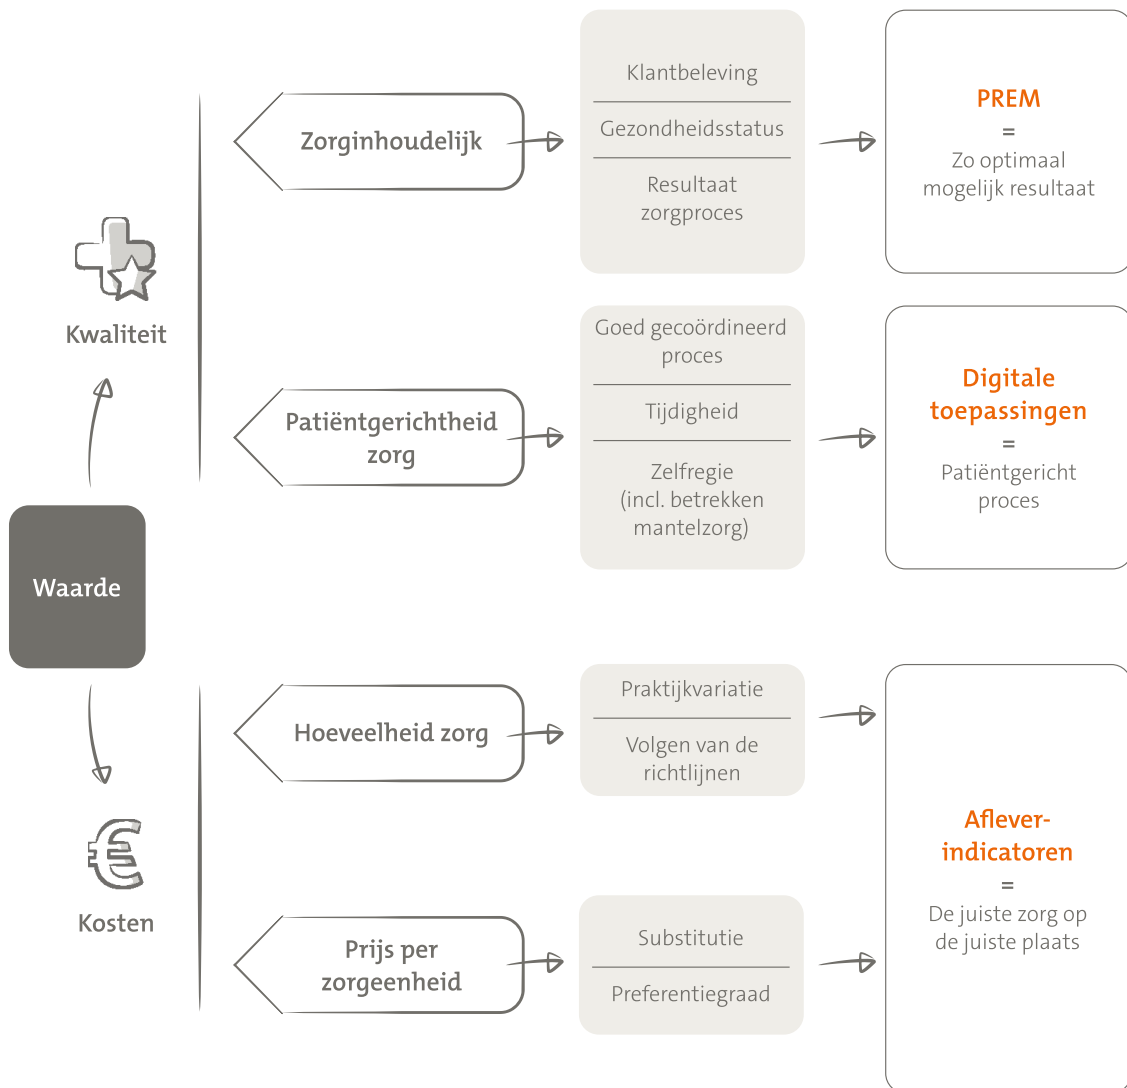 Klantbeleving
Gezondheidsstatus
Resultaat
zorgproces
Zorginhoudelijk
PREM
=
Zo optimaal
mogelijk resultaat
Kwaliteit
Patiëntgerichtheid
zorg
Goed gecoördineerd
proces
Tijdigheid
Zelfregie
(incl. betrekken
mantelzorg)
Digitale
toepassingen
=
Patiëntgericht
proces
Waarde
Hoeveelheid zorg
Praktijkvariatie
Volgen van de
richtlijnen
€
Kosten
Prijs per
zorgeenheid
Substitutie
Preferentiegraad
Aflever-
indicatoren
=
De juiste zorg op
de juiste plaats